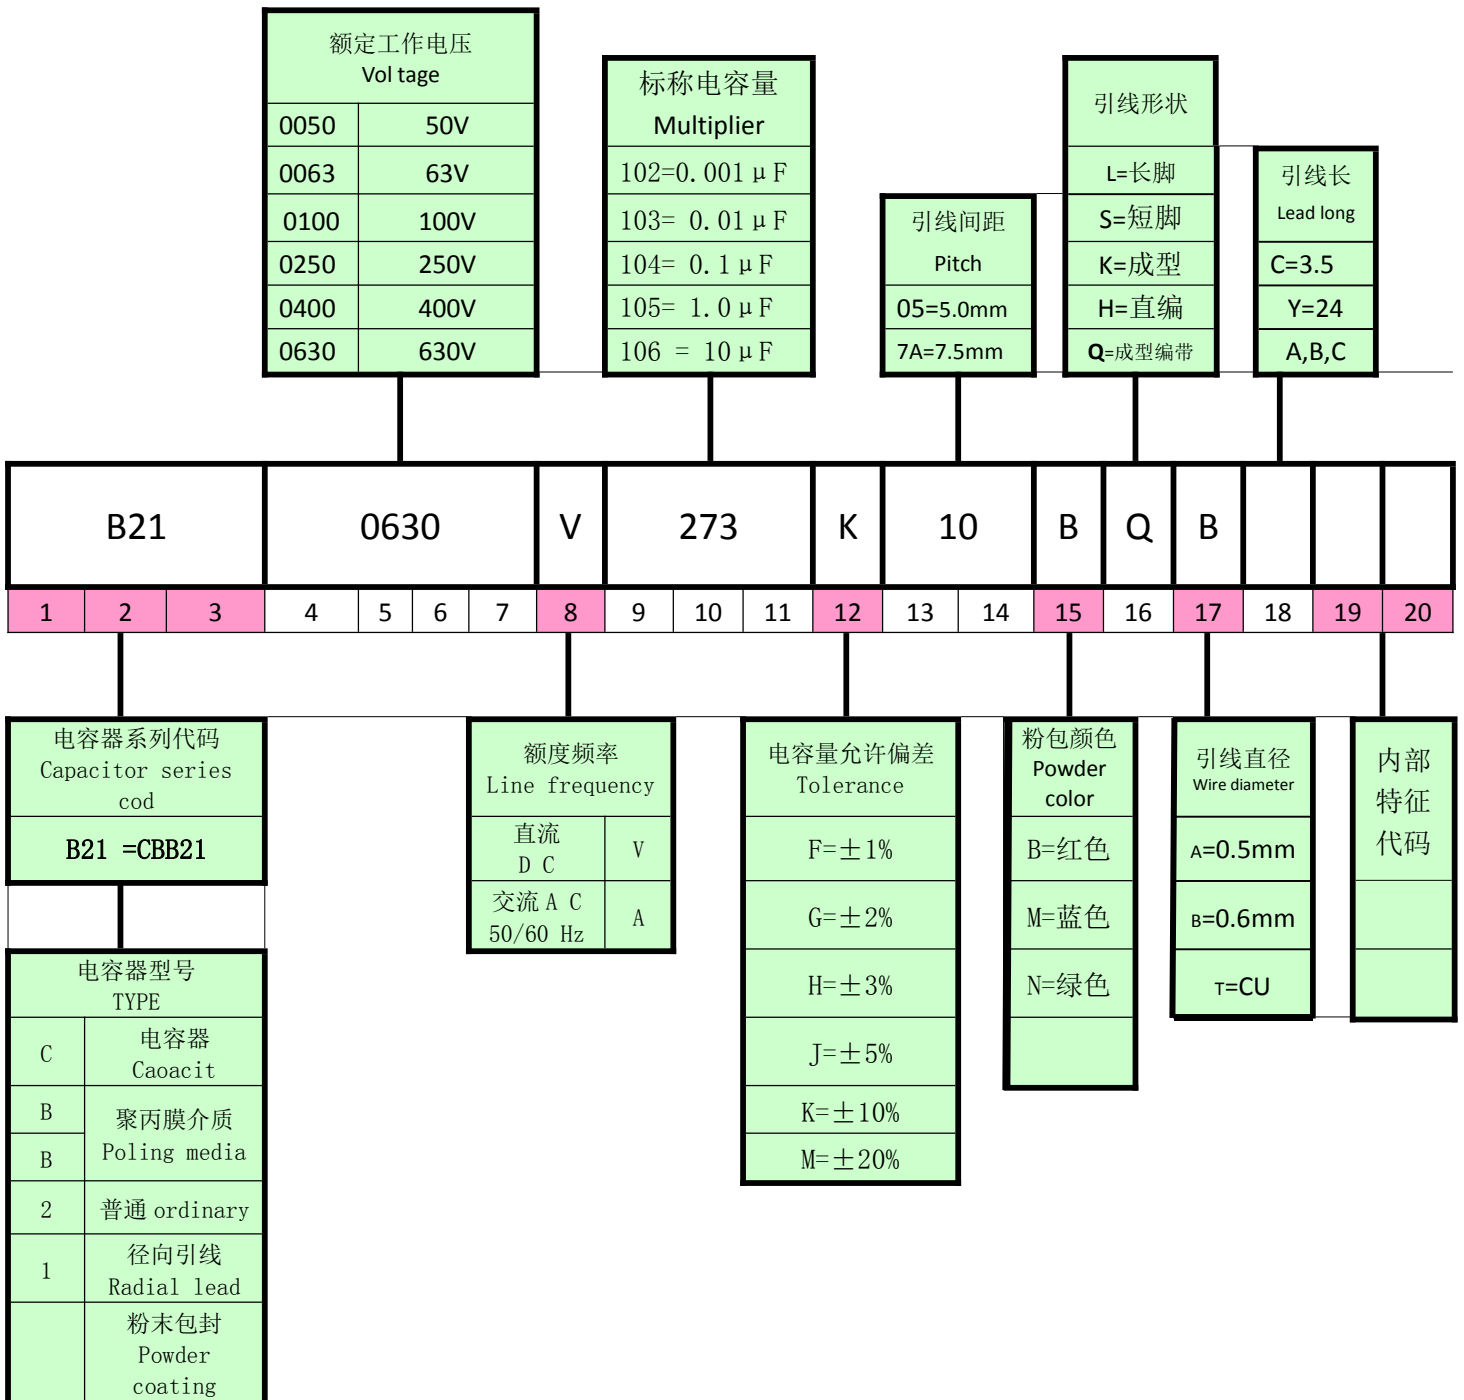 额定工作电压
Vol tage
0050 50V
0063 63V
0100 100V
0250 250V
0400 400V
0630 630V
标称电容量
Multiplier
102=0.001μF
103= 0.01μF
104= 0.1μF
105= 1.0μF
106 = 10μF
引线间距
Pitch
05=5.0mm
7A=7.5mm
引线形状
L=长脚
S=短脚
K=成型
H=直编
Q=成型编带
引线长
Lead long
C=3.5
Y=24
A,B,C
B21 0630 V 273 K 10 B Q B
1 2 3 4 5 6 7 8 9 10 11 12 13 14 15 16 17 18 19 20
电容器系列代码
Capacitor series
cod
B21 =CBB21
电容器型号
TYPE
C 电容器
Caoacit
B 聚丙膜介质
B Poling media
2 普通 ordinary
1 径向引线
Radial lead
粉末包封
Powder
coating
额度频率
Line frequency
直流
D C V
交流 A C
50/60 Hz A
电容量允许偏差
Tolerance
F=±1%
G=±2%
H=±3%
J=±5%
K=±10%
M=±20%
粉包颜色
Powder
color
B=红色
M=蓝色
N=绿色
引线直径
Wire diameter
A=0.5mm
B=0.6mm
T=CU
内部
特征
代码